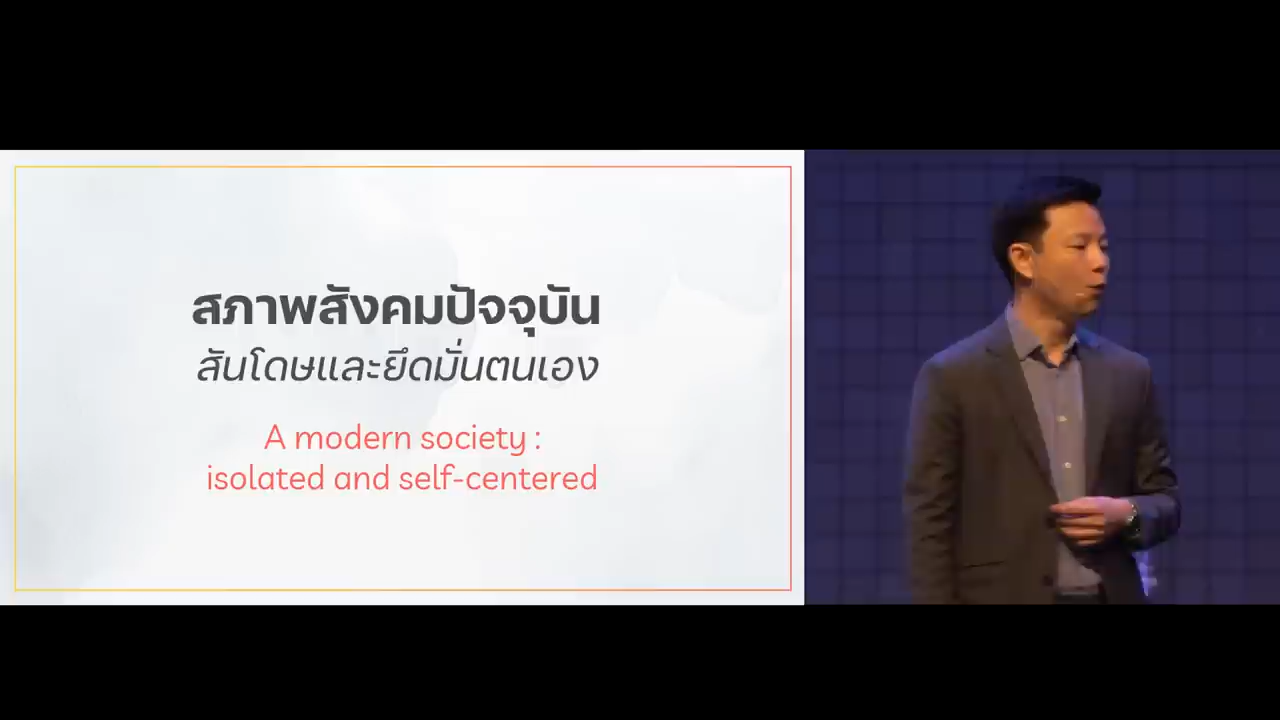 สภาพสังคมปัจจุบัน
สันโดษและยึดมั่นตนเอง
A modern society :
isolated and self-centered